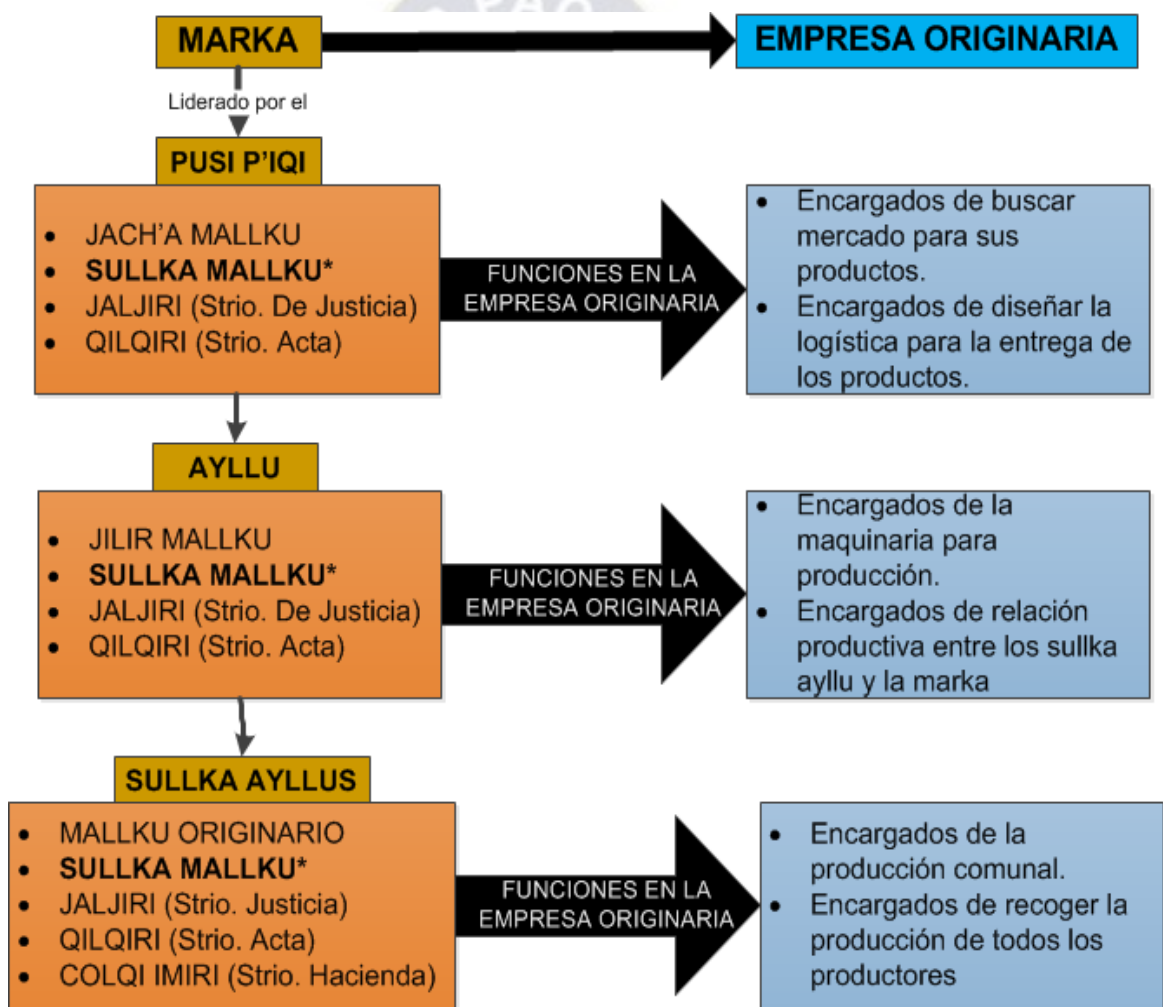 MARKA
EMPRESA ORIGINARIA
Liderado por el
PUSI P'IQI
• JACH'A MALLKU
• SULLKA MALLKU*
• JALJIRI (Strio. De Justicia)
• QILQIRI (Strio. Acta)
FUNCIONES EN LA
EMPRESA ORIGINARIA
• Encargados de buscar
mercado para sus
productos.
• Encargados de diseñar la
logística para la entrega de
los productos.
AYLLU
• JILIR MALLKU
• SULLKA MALLKU*
• JALJIRI (Strio. De Justicia)
• QILQIRI (Strio. Acta)
FUNCIONES EN LA
EMPRESA ORIGINARIA
• Encargados de la
maquinaria para
producción.
• Encargados de relación
productiva entre los sullka
ayllu y la marka
SULLKA AYLLUS
• MALLKU ORIGINARIO
• SULLKA MALLKU*
• JALJIRI (Strio. Justicia)
• QILQIRI (Strio. Acta)
• COLQI IMIRI (Strio. Hacienda)
FUNCIONES EN LA
EMPRESA ORIGINARIA
• Encargados de la
producción comunal.
• Encargados de recoger la
producción de todos los
productores